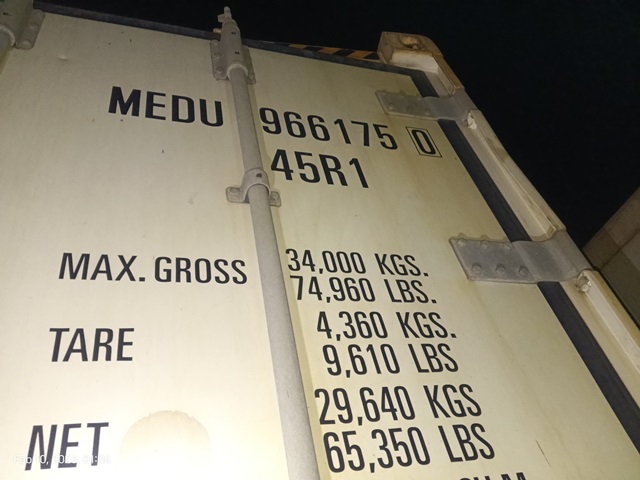 MEDU 966175 0
45R1
MAX. GROSS 34,000 KGS.
74,960 LBS.
TARE 4,360 KGS.
9,610 LBS
NET 29,640 KGS
65,350 LBS